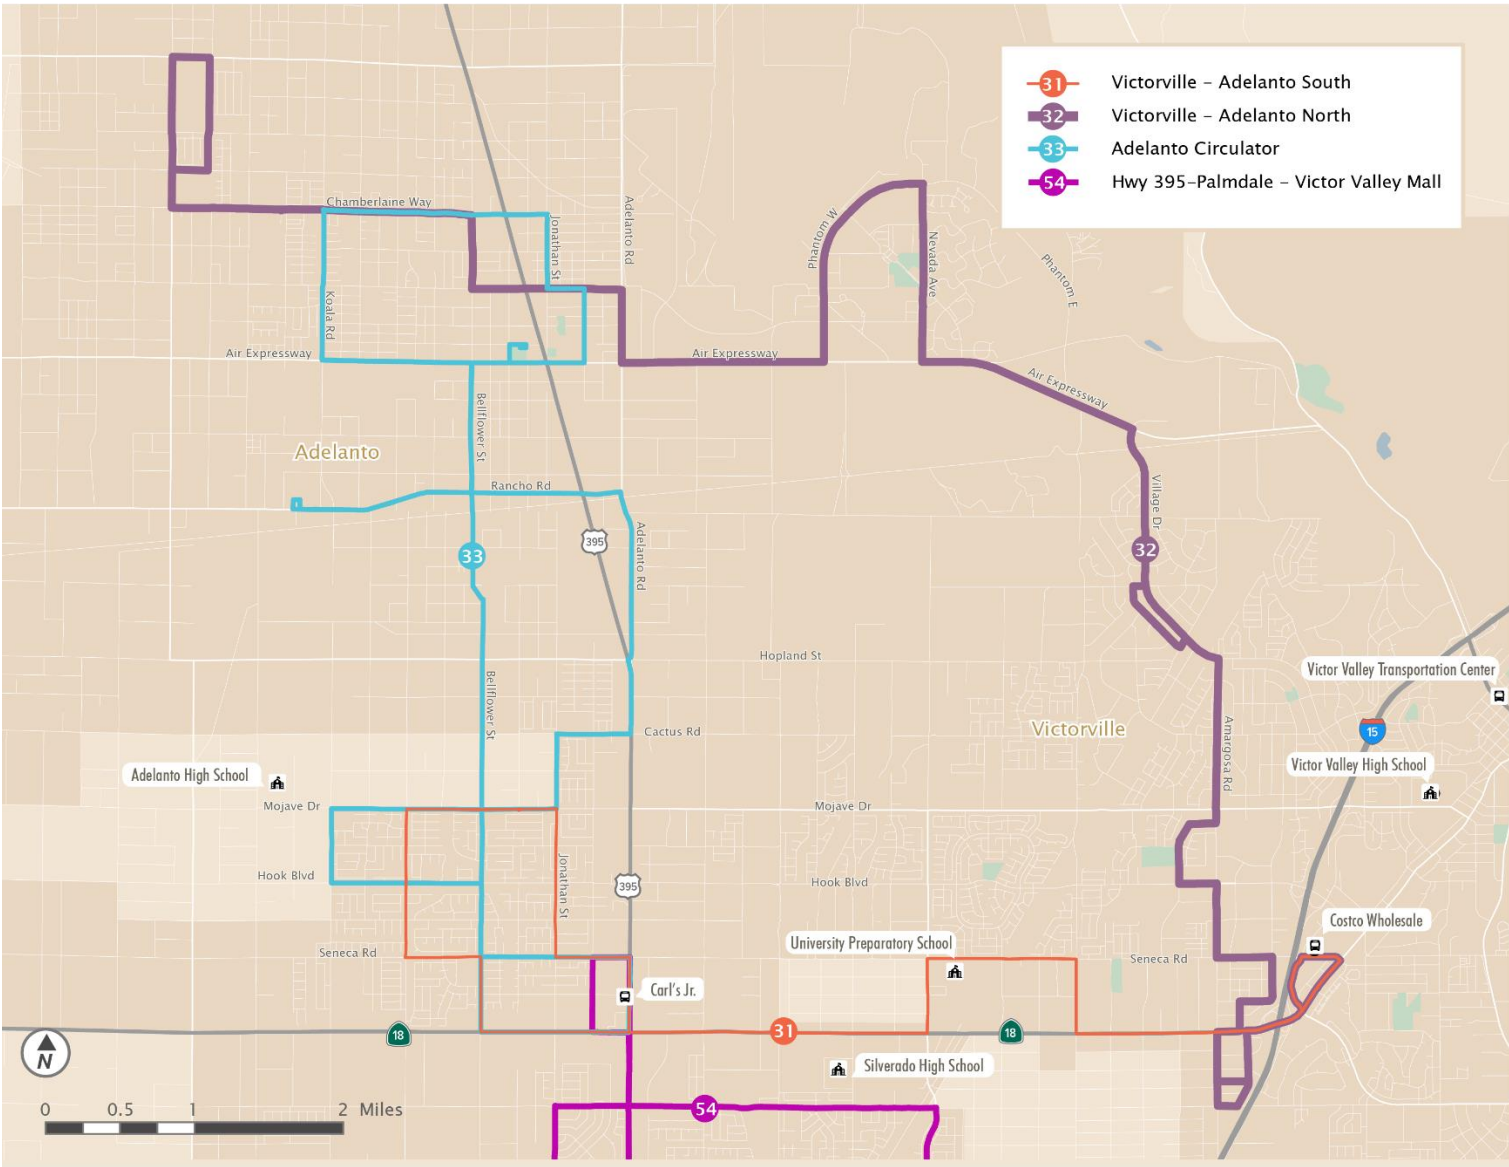 31 Victorville – Adelanto South
32 Victorville – Adelanto North
33 Adelanto Circulator
54 Hwy 395–Palmdale – Victor Valley Mall
Chamberlaine Way
Jonathan St
Adelanto Rd
Phantom W
Nevada Ave
Phantom E
Koala Rd
Air Expressway
Air Expressway
Air Expressway
Bellflower St
Adelanto
Rancho Rd
Village Dr
395
33
32
Adelanto Rd
Hopland St
Victor Valley Transportation Center
Bellflower St
Cactus Rd
Victorville
Amargosa Rd
15
Victor Valley High School
Adelanto High School
Mojave Dr
Mojave Dr
Hook Blvd
Jonathan St
395
Hook Blvd
Costco Wholesale
University Preparatory School
Seneca Rd
Seneca Rd
Carl's Jr.
18
31
18
N
Silverado High School
54
0 0.5 1 2 Miles